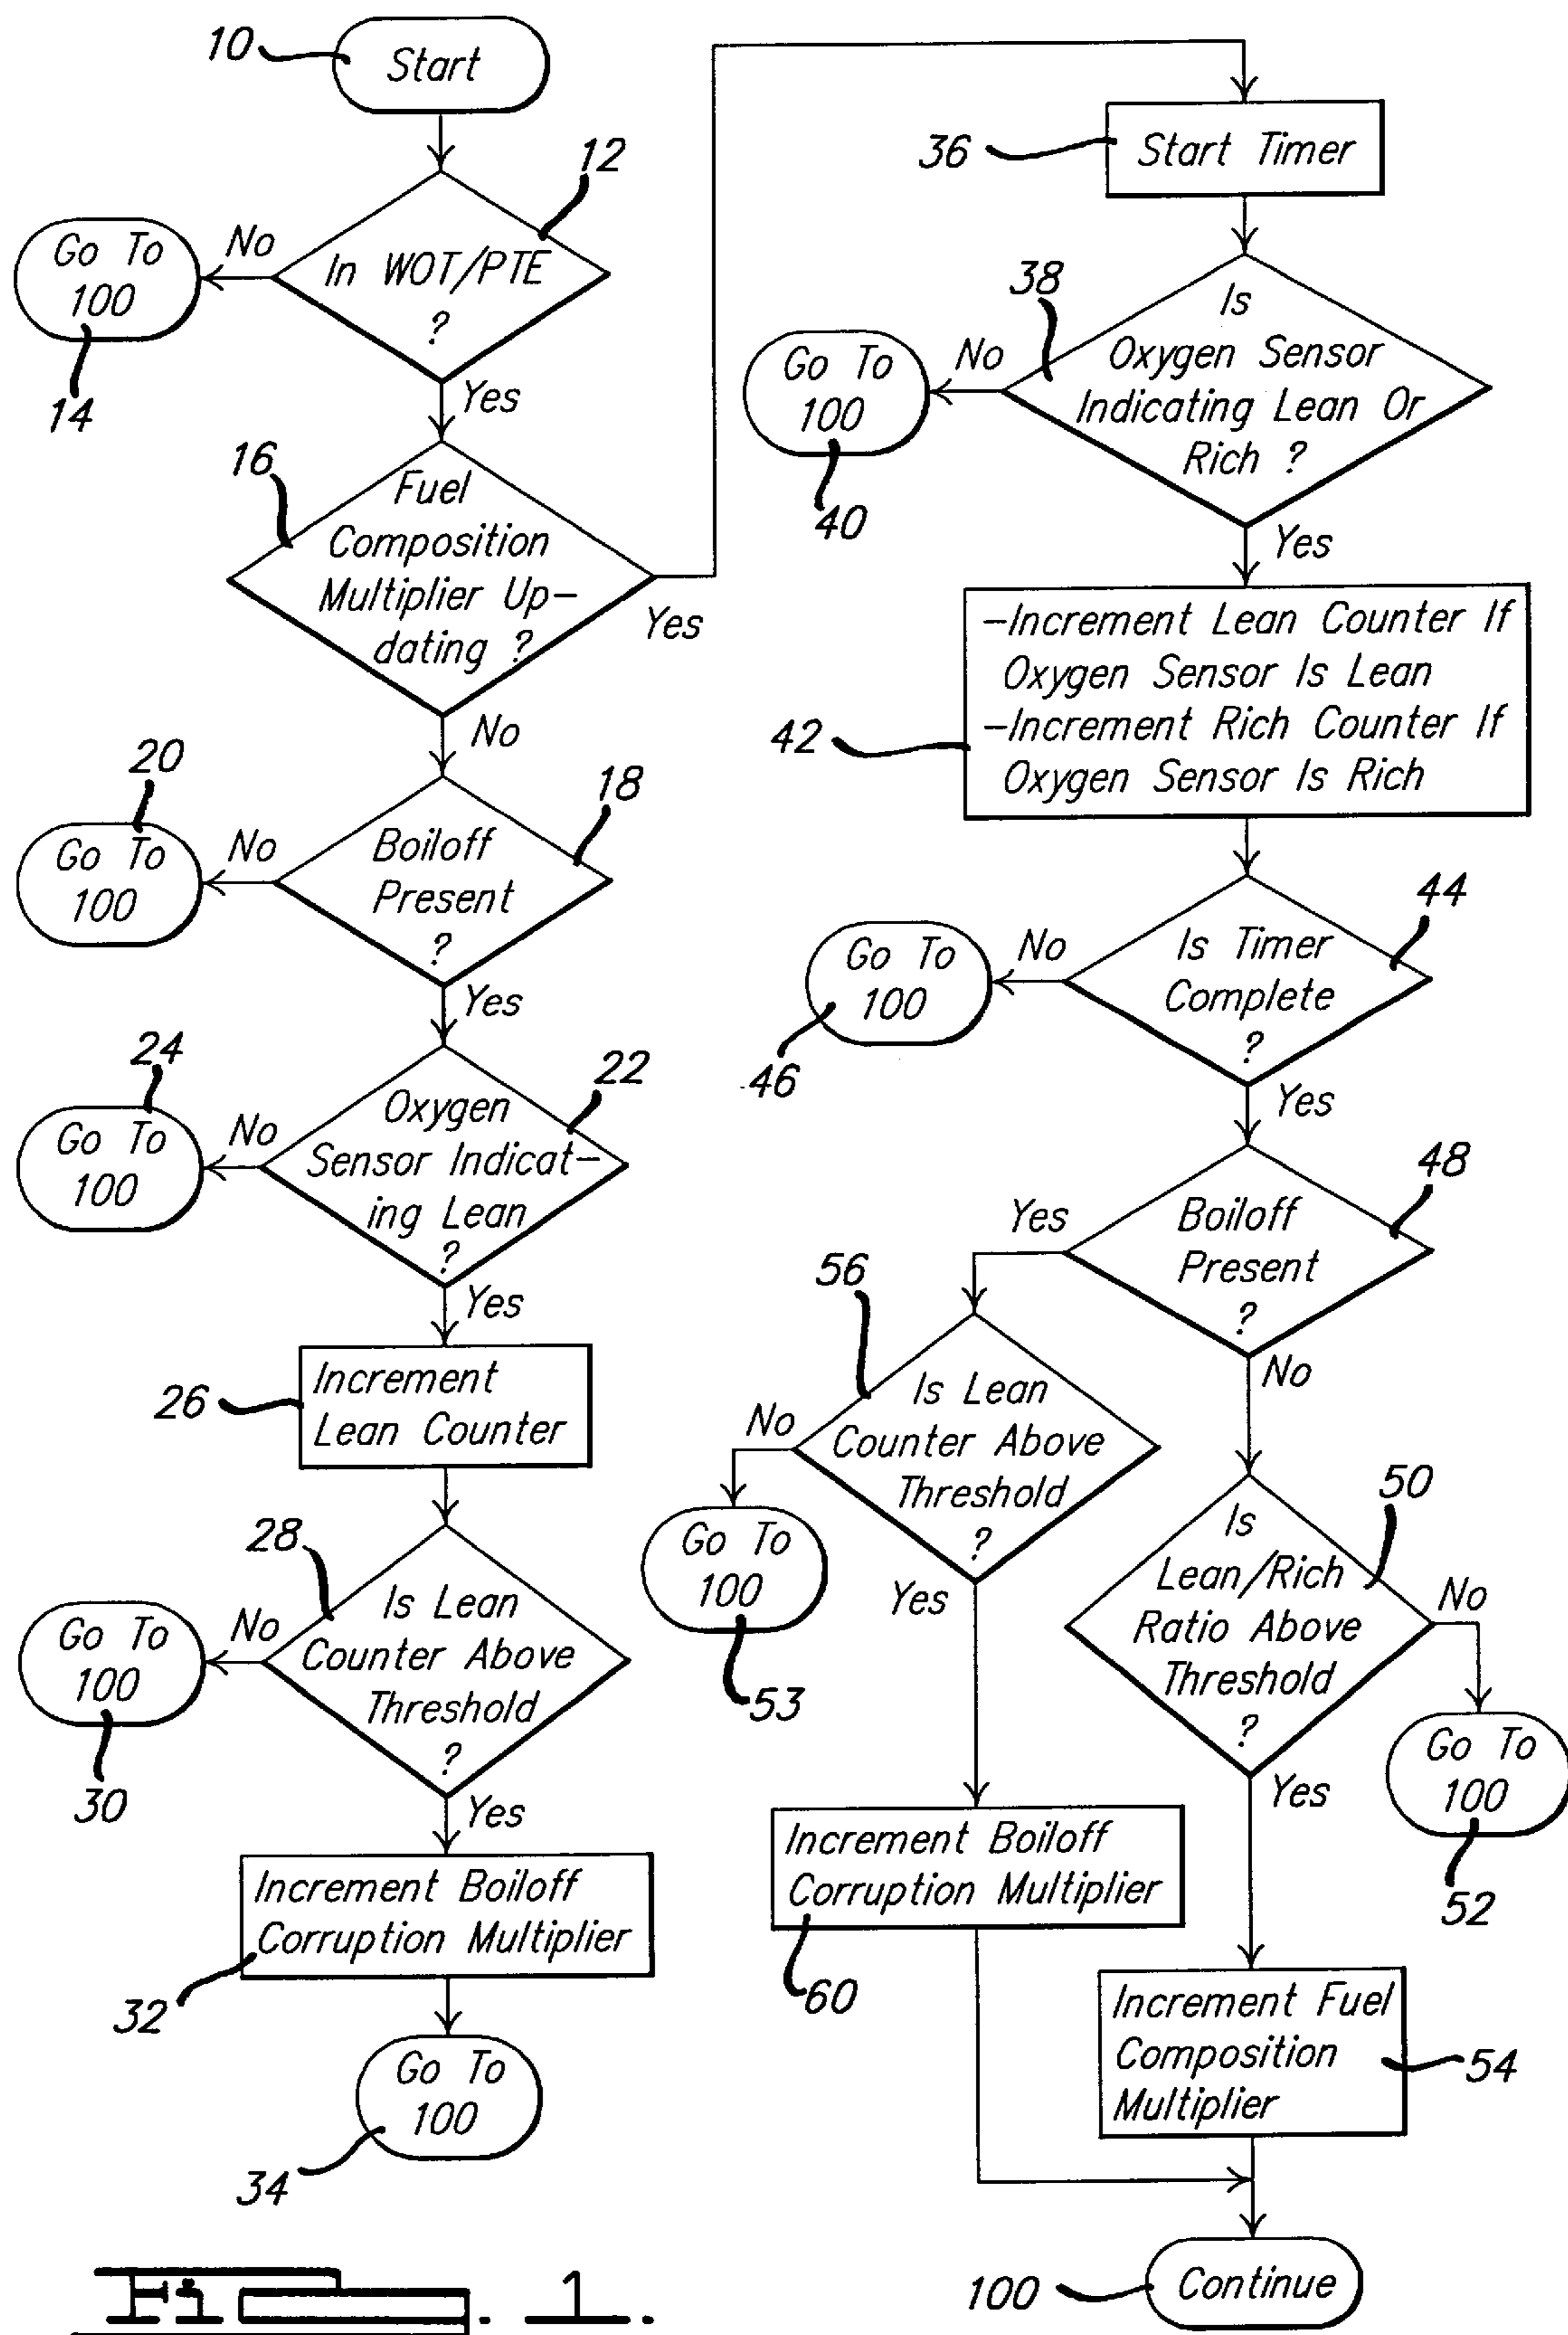 10
Start
12
In WOT/PTE
?
No
Go To
100
14
Yes
16
Fuel
Composition
Multiplier Up-
dating ?
Yes
No
20
18
Boiloff
Present
?
No
Go To
100
Yes
24
22
Oxygen
Sensor Indicat-
ing Lean
?
No
Go To
100
Yes
26
Increment
Lean Counter
28
Is Lean
Counter Above
Threshold
?
No
Go To
100
30
Yes
Increment Boiloff
Corruption Multiplier
32
Go To
100
34
36
Start Timer
38
Is
Oxygen Sensor
Indicating Lean Or
Rich ?
No
Go To
100
40
Yes
42
-Increment Lean Counter If
Oxygen Sensor Is Lean
-Increment Rich Counter If
Oxygen Sensor Is Rich
44
Is Timer
Complete
?
No
Go To
100
46
Yes
48
Boiloff
Present
?
Yes
No
56
Is Lean
Counter Above
Threshold
?
No
Go To
100
53
Yes
50
Is
Lean/Rich
Ratio Above
Threshold
?
No
Go To
100
52
Yes
Increment Boiloff
Corruption Multiplier
60
Increment Fuel
Composition
Multiplier
54
100
Continue
Fig. 1.